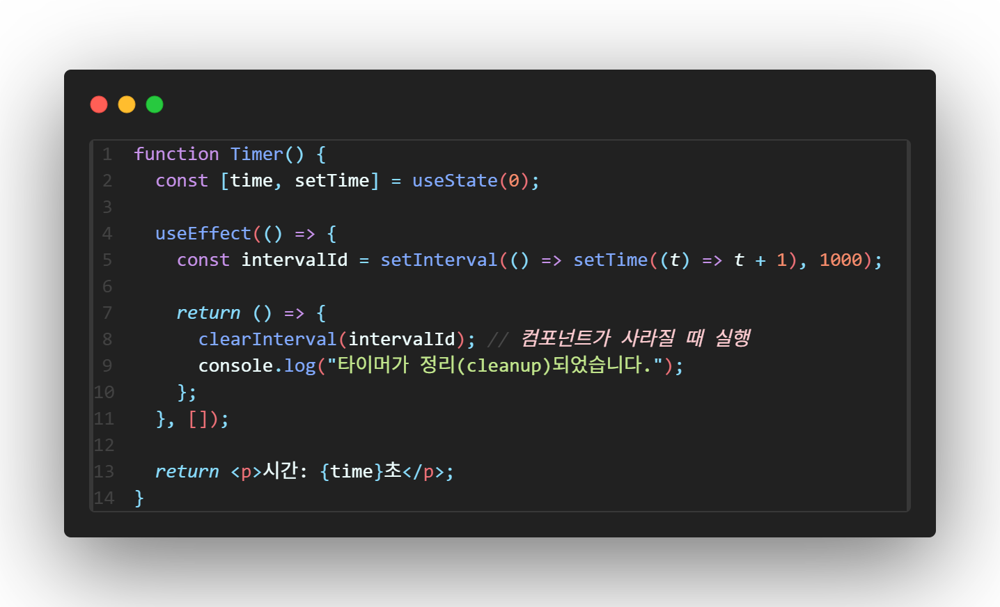 1 function Timer() {
2   const [time, setTime] = useState(0);
3
4   useEffect(() => {
5     const intervalId = setInterval(() => setTime((t) => t + 1), 1000);
6
7     return () => {
8       clearInterval(intervalId); // 컴포넌트가 사라질 때 실행
9       console.log("타이머가 정리(cleanup)되었습니다.");
10     };
11   }, []);
12
13   return <p>시간: {time}초</p>;
14 }